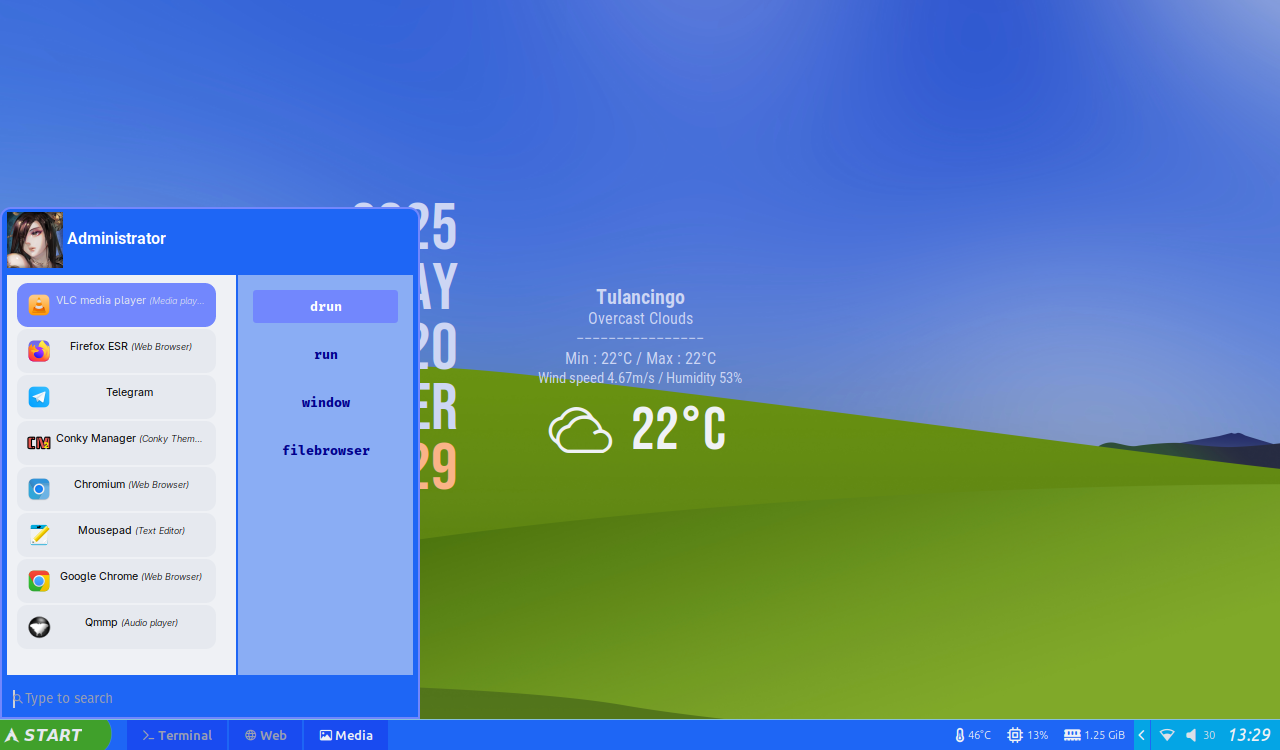 25
AY
20
ER
29
Administrator
VLC media player (Media play...
Firefox ESR (Web Browser)
Telegram
CM Conky Manager (Conky Them...
Chromium (Web Browser)
Mousepad (Text Editor)
Google Chrome (Web Browser)
Qmmp (Audio player)
drun
run
window
filebrowser
Type to search
Tulancingo
Overcast Clouds
----------------
Min : 22°C / Max : 22°C
Wind speed 4.67m/s / Humidity 53%
22°C
START
Terminal
Web
Media
46°C
13%
1.25 GiB
30
13:29